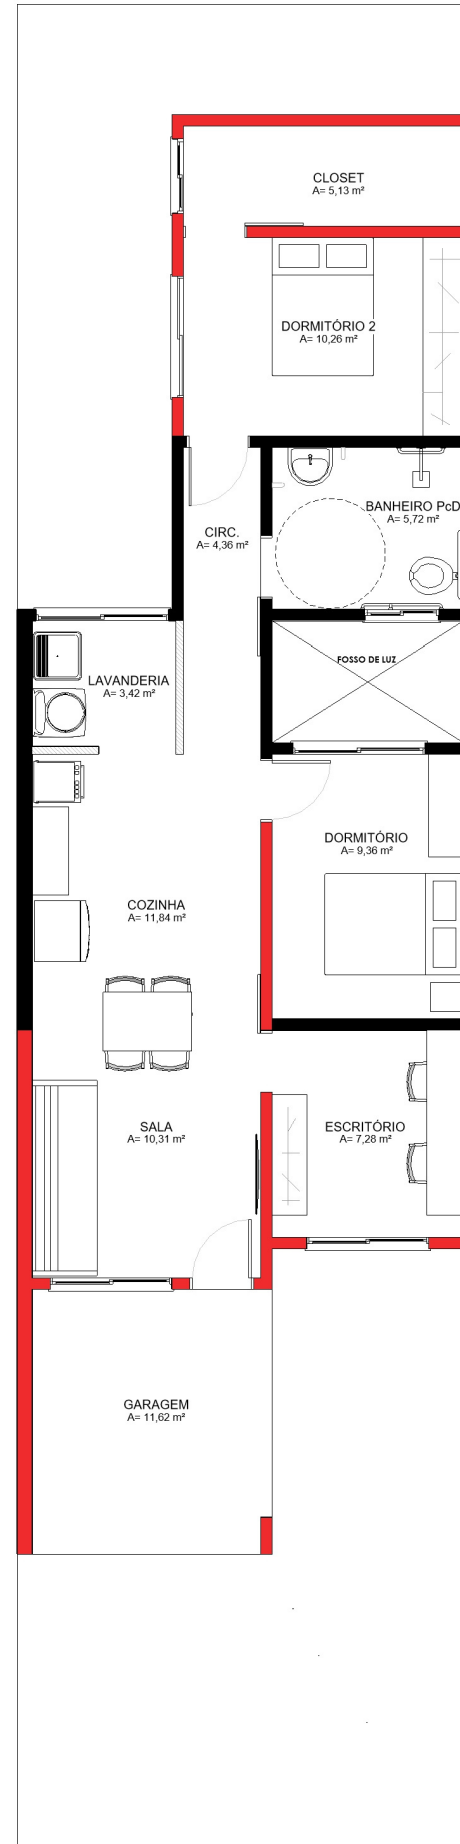 CLOSET
A= 5,13 m²
DORMITÓRIO 2
A= 10,26 m²
BANHEIRO PcD
A= 5,72 m²
CIRC.
A= 4,36 m²
FOSSO DE LUZ
LAVANDERIA
A= 3,42 m²
DORMITÓRIO
A= 9,36 m²
COZINHA
A= 11,84 m²
SALA
A= 10,31 m²
ESCRITÓRIO
A= 7,28 m²
GARAGEM
A= 11,62 m²